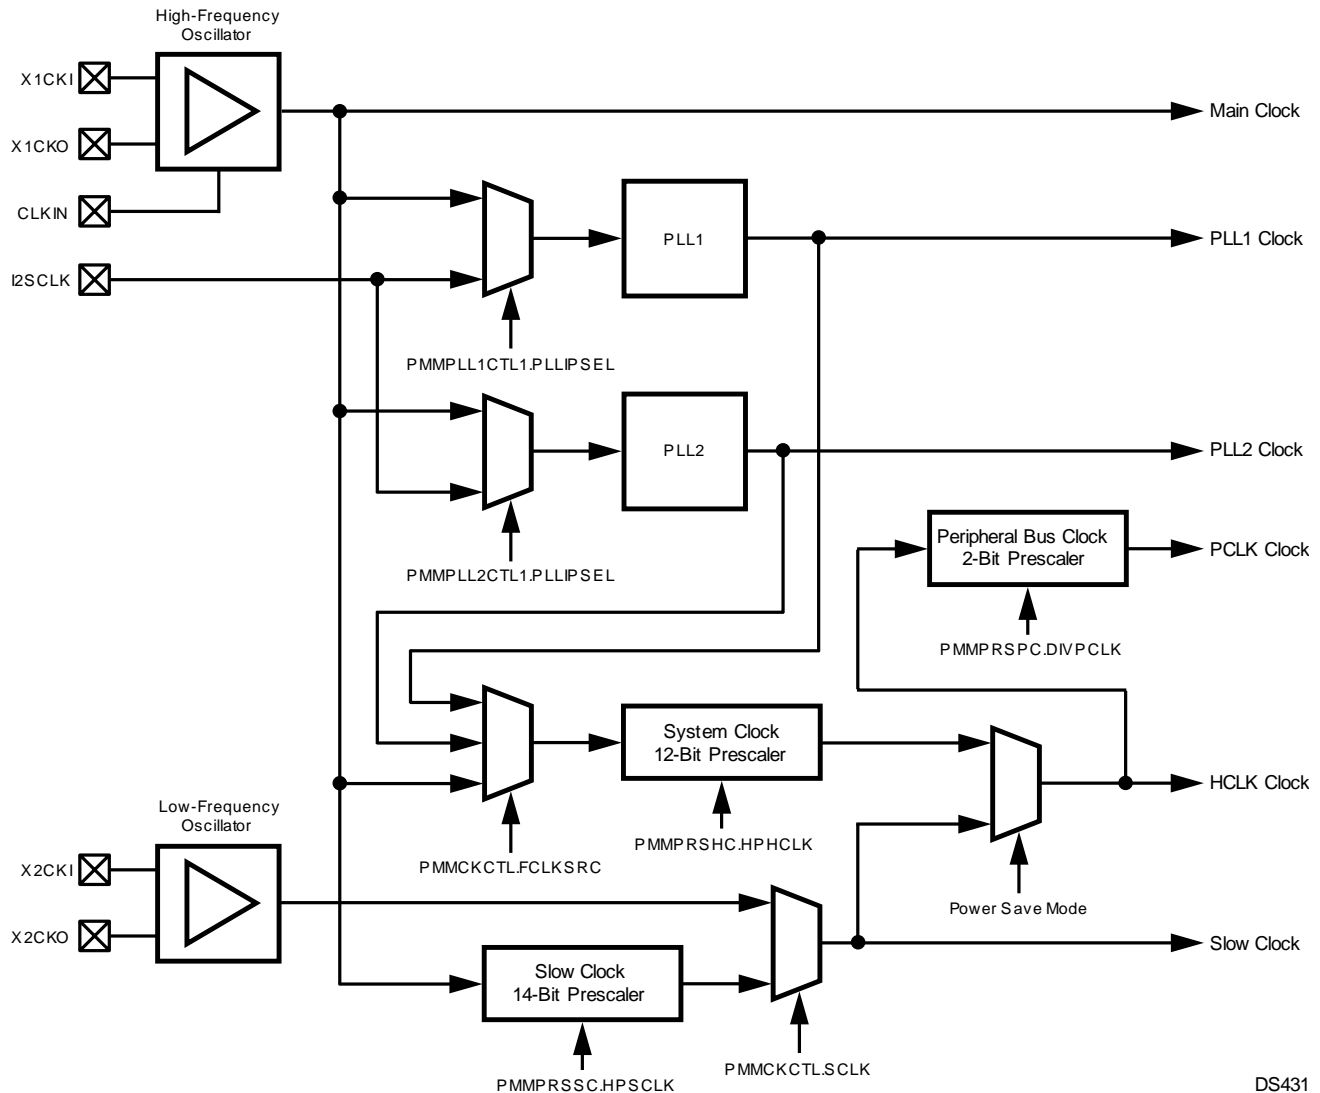 High-Frequency
Oscillator
X1CKI
X1CKO
CLKIN
I2SCLK
Main Clock
PLL1
PLL1 Clock
PMMPLL1CTL1.PLLIPSEL
PLL2
PLL2 Clock
PMMPLL2CTL1.PLLIPSEL
Peripheral Bus Clock
2-Bit Prescaler
PCLK Clock
PMMPRSPC.DIVPCLK
System Clock
12-Bit Prescaler
HCLK Clock
PMMPRSHC.HPHCLK
PMMCKCTL.FCLKSRC
Power Save Mode
Low-Frequency
Oscillator
X2CKI
X2CKO
Slow Clock
Slow Clock
14-Bit Prescaler
PMMCKCTL.SCLK
PMMPRSSC.HPSCLK
DS431